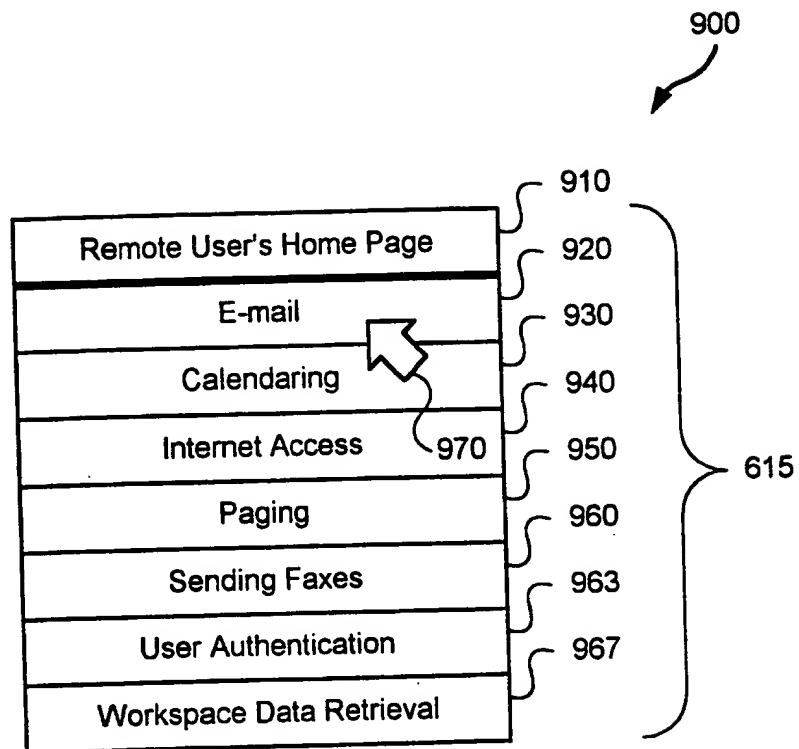 900
910
Remote User's Home Page
920
E-mail
930
Calendaring
940
Internet Access
970
950
615
Paging
960
Sending Faxes
963
User Authentication
967
Workspace Data Retrieval